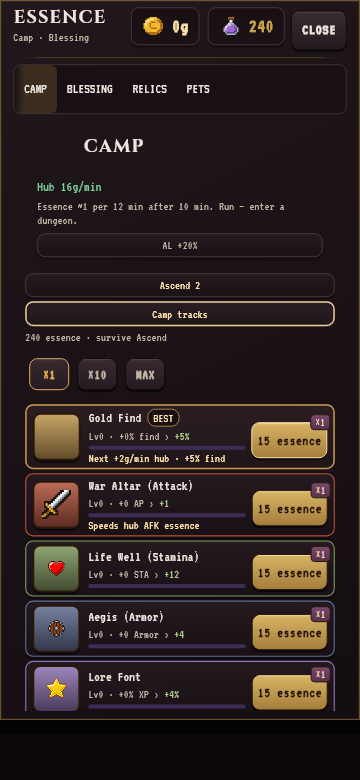 ESSENCE
Camp · Blessing
0g
240
CLOSE
CAMP BLESSING RELICS PETS
CAMP
Hub 16g/min
Essence ~1 per 12 min after 10 min. Run — enter a
dungeon.
AL +20%
Ascend 2
Camp tracks
240 essence · survive Ascend
X1 X10 MAX
Gold Find BEST
Lv0 · +0% find › +5%
Next +2g/min hub · +5% find
X1
15 essence
War Altar (Attack)
Lv0 · +0 AP › +1
Speeds hub AFK essence
X1
15 essence
Life Well (Stamina)
Lv0 · +0 STA › +12
X1
15 essence
Aegis (Armor)
Lv0 · +0 Armor › +4
X1
15 essence
Lore Font
Lv0 · +0% XP › +4%
X1
15 essence